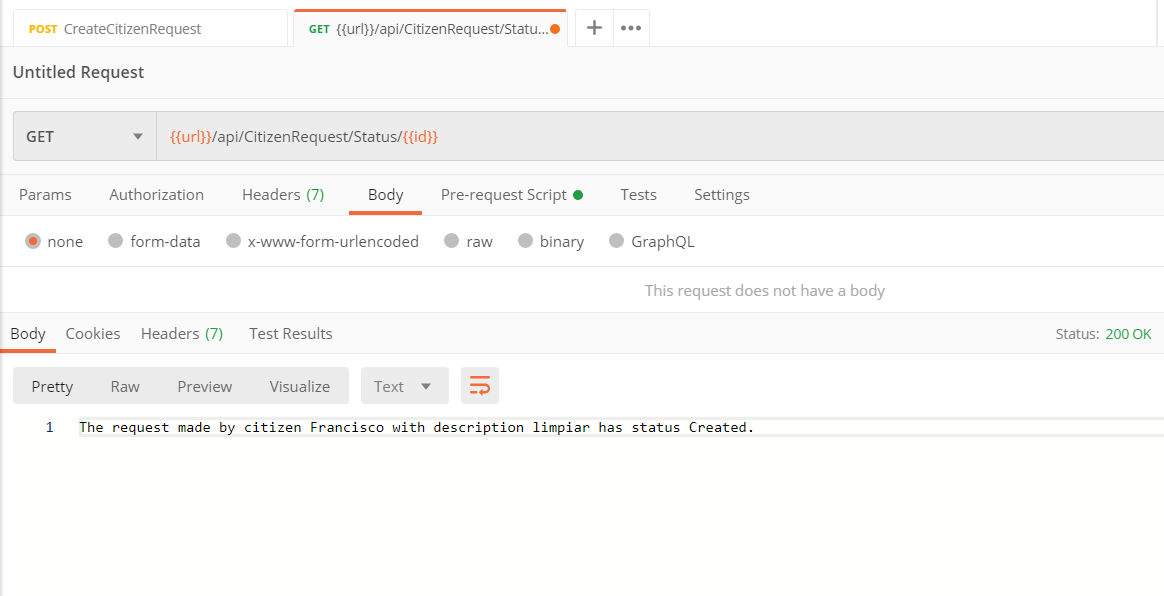 POST CreateCitizenRequest GET {{url}}/api/CitizenRequest/Statu...
Untitled Request
GET {{url}}/api/CitizenRequest/Status/{{id}}
Params Authorization Headers (7) Body Pre-request Script Tests Settings
none form-data x-www-form-urlencoded raw binary GraphQL
This request does not have a body
Body Cookies Headers (7) Test Results Status: 200 OK
Pretty Raw Preview Visualize Text
1 The request made by citizen Francisco with description limpiar has status Created.